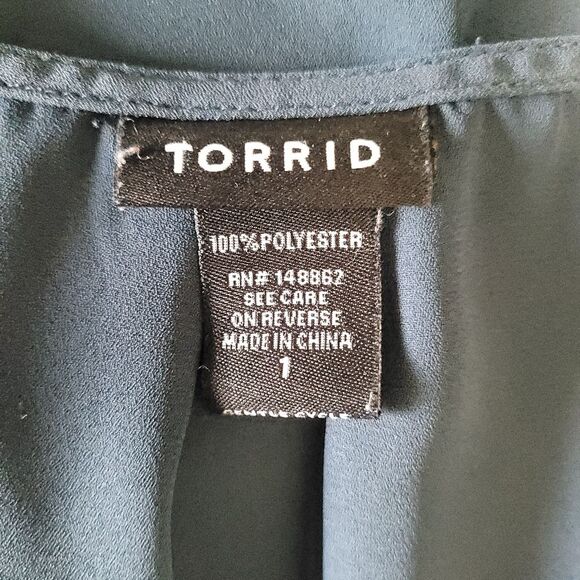 TORRID
100%POLYESTER
RN# 148862
SEE CARE
ON REVERSE
MADE IN CHINA
1